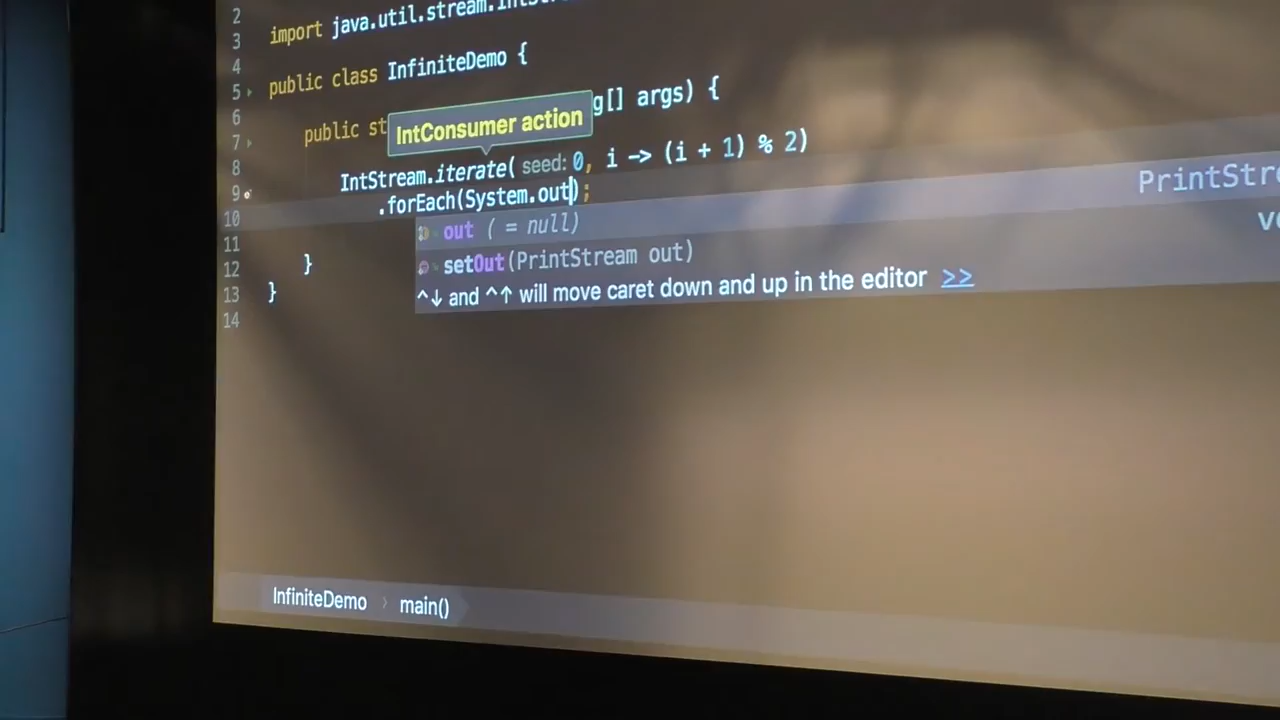 2
import java.util.stream.IntStre
3
4
public class InfiniteDemo {
5
6
public st g[] args) {
IntConsumer action
7
8
IntStream.iterate( seed: 0, i -> (i + 1) % 2)
9
.forEach(System.out);
10
out ( = null) PrintStre
11
setOut(PrintStream out) vo
12
}
^↓ and ^↑ will move caret down and up in the editor >>
13
}
14
InfiniteDemo > main()